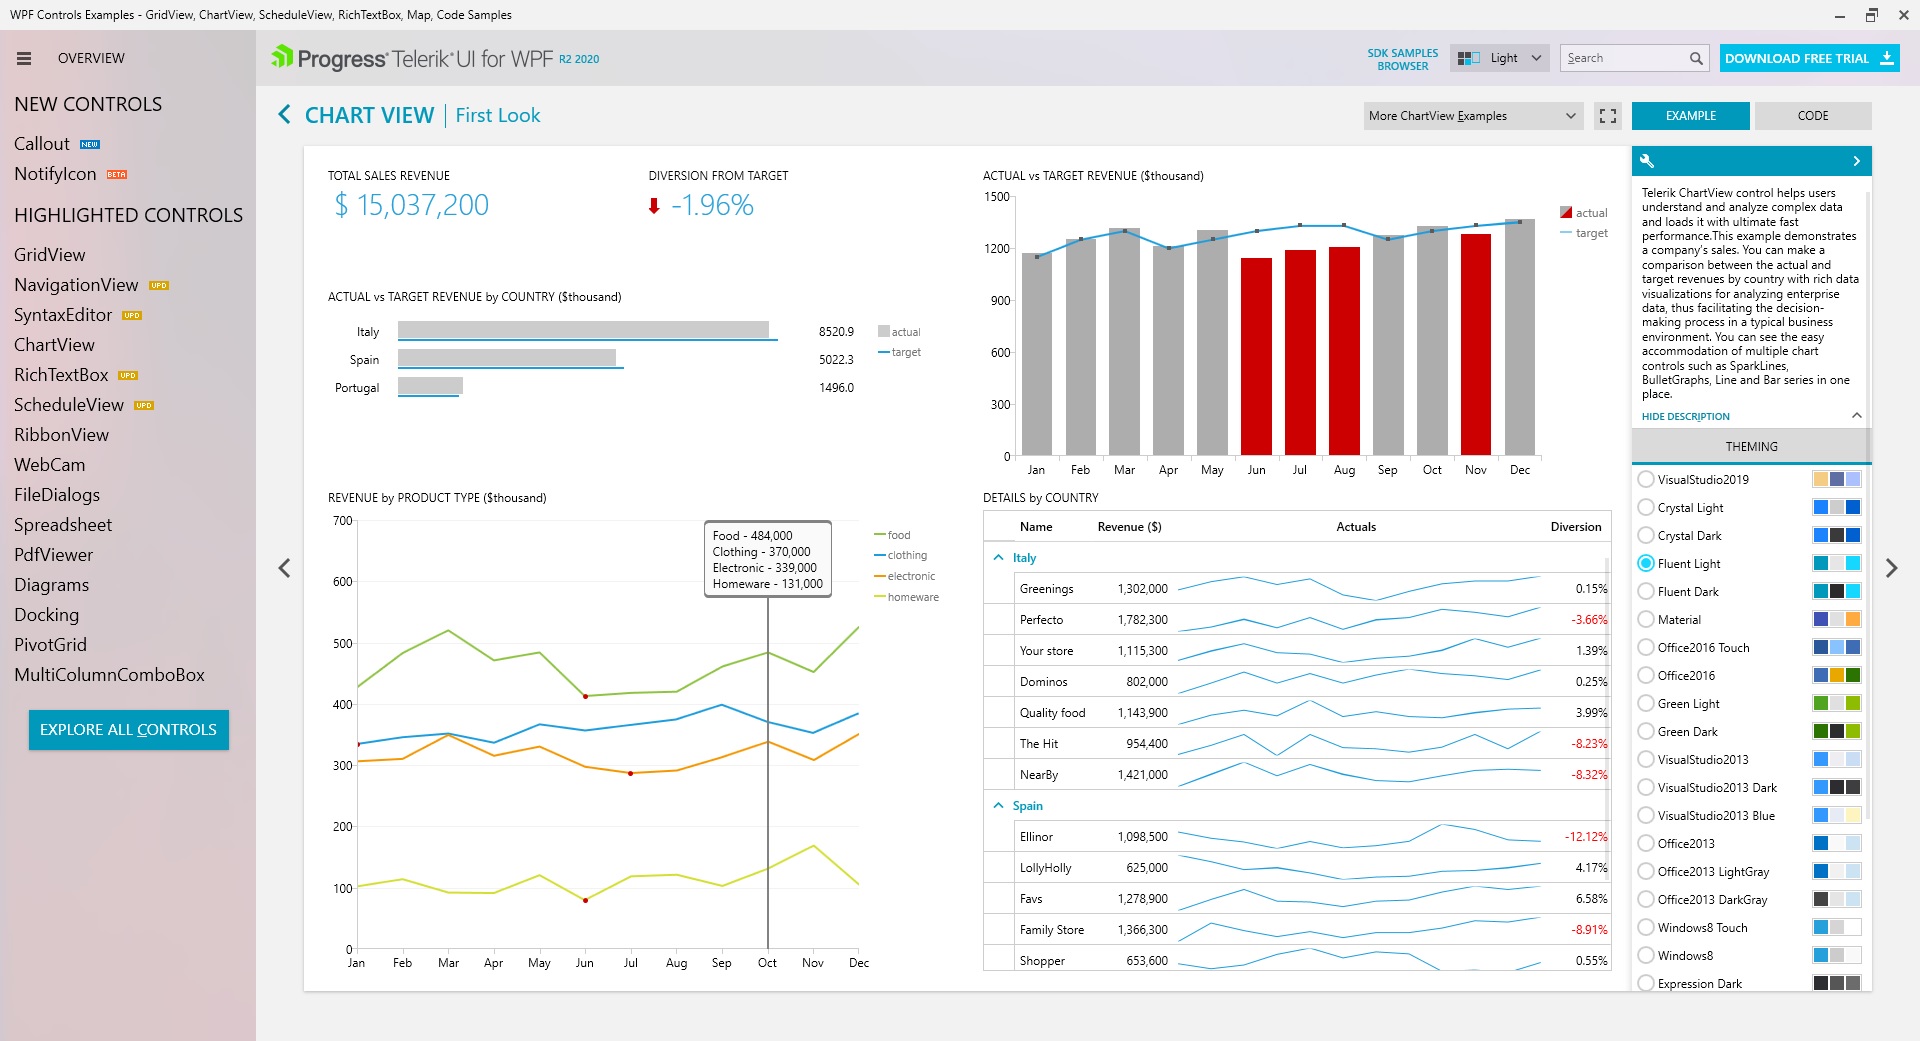 WPF Controls Examples - GridView, ChartView, ScheduleView, RichTextBox, Map, Code Samples
OVERVIEW
NEW CONTROLS
Callout NEW
NotifyIcon BETA
HIGHLIGHTED CONTROLS
GridView
NavigationView UPD
SyntaxEditor UPD
ChartView
RichTextBox UPD
ScheduleView UPD
RibbonView
WebCam
FileDialogs
Spreadsheet
PdfViewer
Diagrams
Docking
PivotGrid
MultiColumnComboBox
EXPLORE ALL CONTROLS
Progress Telerik UI for WPF R2 2020
SDK SAMPLES
BROWSER
Light
Search
DOWNLOAD FREE TRIAL
CHART VIEW | First Look
More ChartView Examples
EXAMPLE
CODE
TOTAL SALES REVENUE
$ 15,037,200
DIVERSION FROM TARGET
-1.96%
ACTUAL vs TARGET REVENUE by COUNTRY ($thousand)
Italy 8520.9
Spain 5022.3
Portugal 1496.0
actual
target
ACTUAL vs TARGET REVENUE ($thousand)
1500
1200
900
600
300
0
Jan Feb Mar Apr May Jun Jul Aug Sep Oct Nov Dec
actual
target
REVENUE by PRODUCT TYPE ($thousand)
700
600
500
400
300
200
100
0
Jan Feb Mar Apr May Jun Jul Aug Sep Oct Nov Dec
Food - 484,000
Clothing - 370,000
Electronic - 339,000
Homeware - 131,000
food
clothing
electronic
homeware
DETAILS by COUNTRY
Name Revenue ($) Actuals Diversion
Italy
Greenings 1,302,000 0.15%
Perfecto 1,782,300 -3.66%
Your store 1,115,300 1.39%
Dominos 802,000 0.25%
Quality food 1,143,900 3.99%
The Hit 954,400 -8.23%
NearBy 1,421,000 -8.32%
Spain
Ellinor 1,098,500 -12.12%
LollyHolly 625,000 4.17%
Favs 1,278,900 6.58%
Family Store 1,366,300 -8.91%
Shopper 653,600 0.55%
Telerik ChartView control helps users
understand and analyze complex data
and loads it with ultimate fast
performance.This example demonstrates
a company's sales. You can make a
comparison between the actual and
target revenues by country with rich data
visualizations for analyzing enterprise
data, thus facilitating the decision-
making process in a typical business
environment. You can see the easy
accommodation of multiple chart
controls such as SparkLines,
BulletGraphs, Line and Bar series in one
place.
HIDE DESCRIPTION
THEMING
VisualStudio2019
Crystal Light
Crystal Dark
Fluent Light
Fluent Dark
Material
Office2016 Touch
Office2016
Green Light
Green Dark
VisualStudio2013
VisualStudio2013 Dark
VisualStudio2013 Blue
Office2013
Office2013 LightGray
Office2013 DarkGray
Windows8 Touch
Windows8
Expression Dark